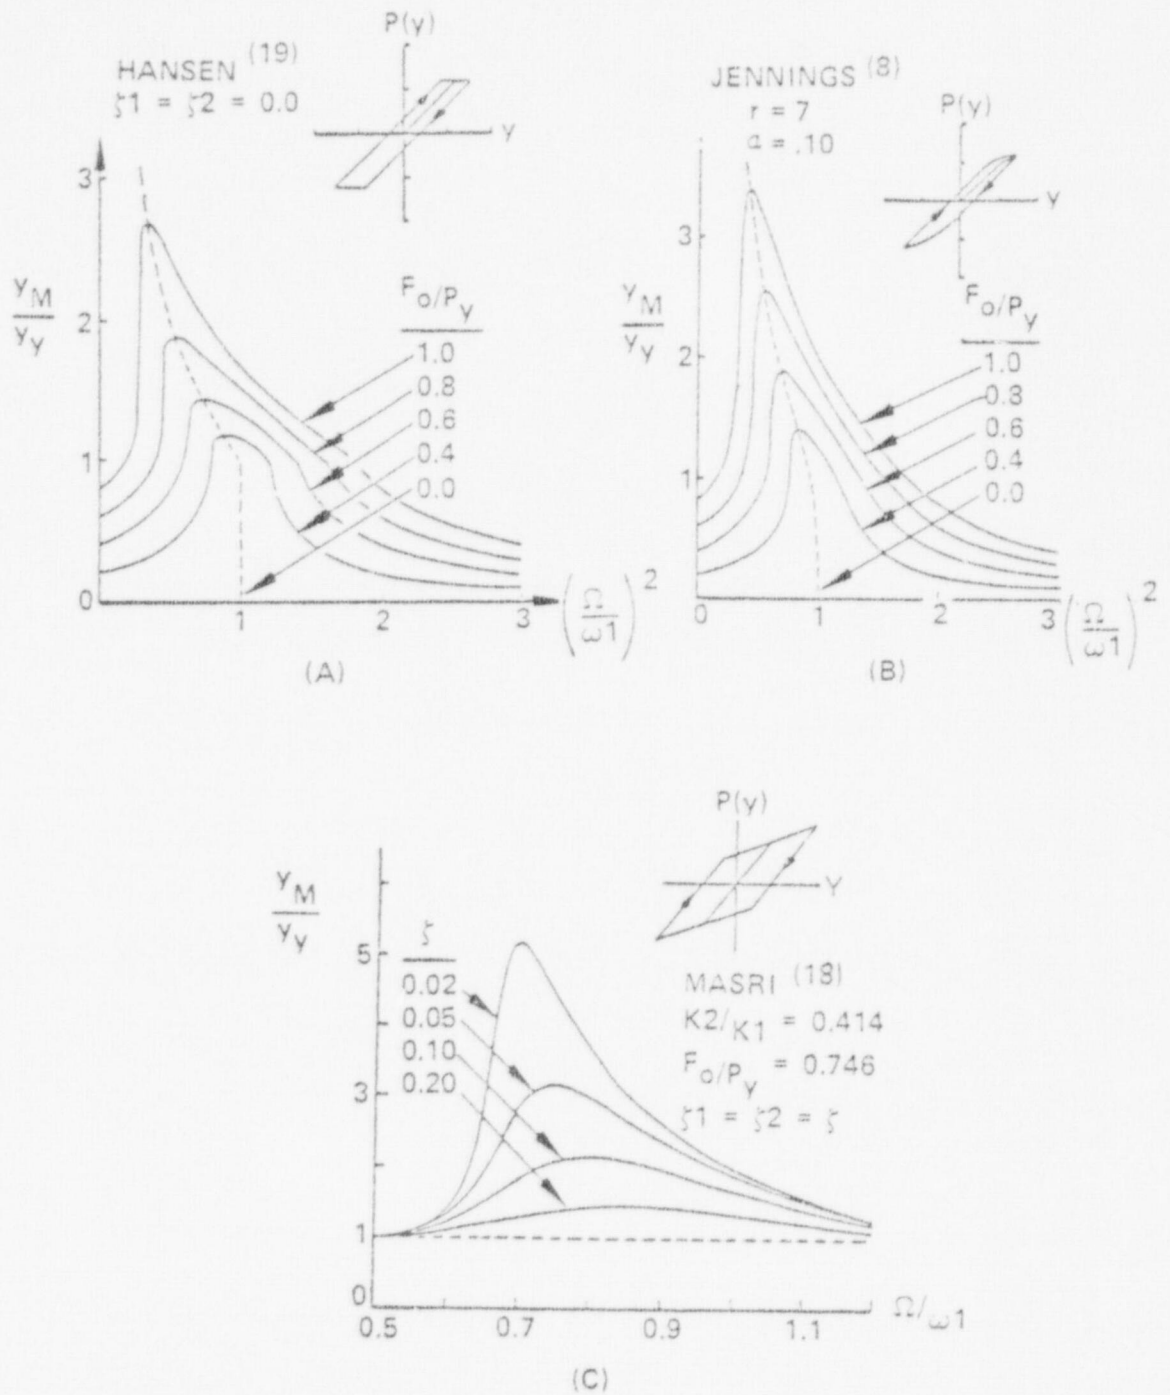 HANSEN (19)
ζ1 = ζ2 = 0.0
P(y)
y
3
2
1
0
y_M
y_y
F_o/P_y
1.0
0.8
0.6
0.4
0.0
1
2
3
(Ω/ω1)²
(A)
JENNINGS (8)
r = 7
α = .10
P(y)
y
3
2
1
y_M
y_y
F_o/P_y
1.0
0.8
0.6
0.4
0.0
0
1
2
3
(Ω/ω1)²
(B)
P(y)
Y
y_M
y_y
5
3
1
0
ζ
0.02
0.05
0.10
0.20
MASRI (18)
K2/K1 = 0.414
F_o/P_y = 0.746
ζ1 = ζ2 = ζ
0.5
0.7
0.9
1.1
Ω/ω1
(C)